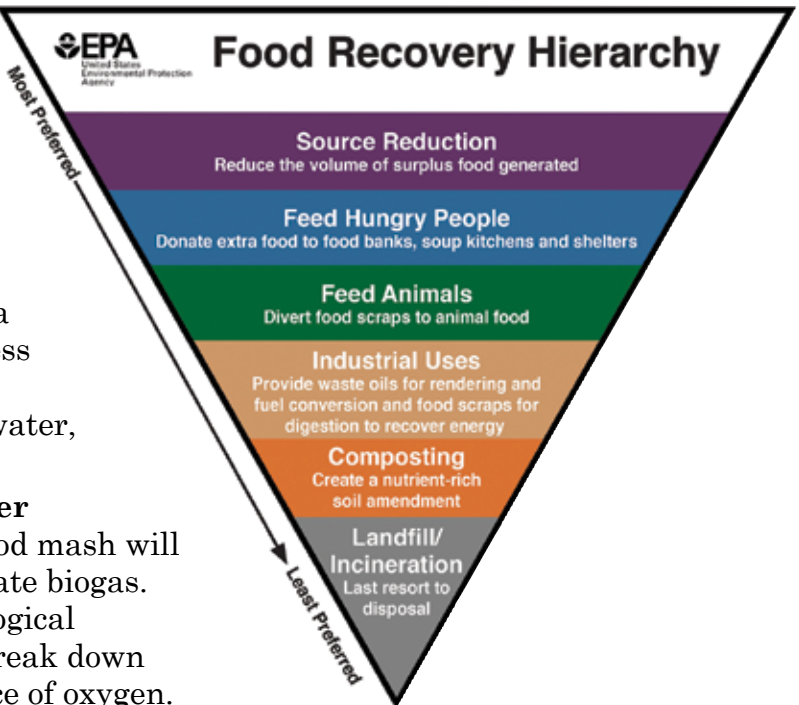 EPA
United States
Environmental Protection
Agency
Food Recovery Hierarchy
Most Preferred
Source Reduction
Reduce the volume of surplus food generated
Feed Hungry People
Donate extra food to food banks, soup kitchens and shelters
Feed Animals
Divert food scraps to animal food
Industrial Uses
Provide waste oils for rendering and
fuel conversion and food scraps for
digestion to recover energy
Composting
Create a nutrient-rich
soil amendment
Landfill/
Incineration
Last resort to
disposal
Least Preferred
a
ess
vater,
er
od mash will
ate biogas.
ogical
reak down
ce of oxygen.